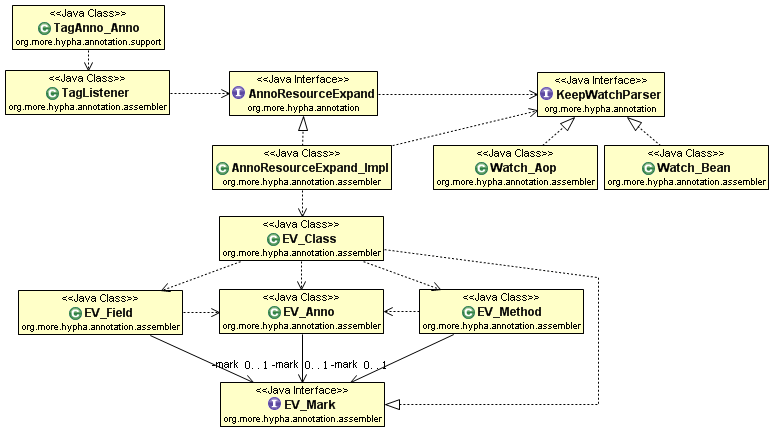 <<Java Class>>
TagAnno_Anno
org.more.hypha.annotation.support
<<Java Class>>
TagListener
org.more.hypha.annotation.assembler
<<Java Interface>>
AnnoResourceExpand
org.more.hypha.annotation
<<Java Interface>>
KeepWatchParser
org.more.hypha.annotation
<<Java Class>>
AnnoResourceExpand_Impl
org.more.hypha.annotation.assembler
<<Java Class>>
Watch_Aop
org.more.hypha.annotation.assembler
<<Java Class>>
Watch_Bean
org.more.hypha.annotation.assembler
<<Java Class>>
EV_Class
org.more.hypha.annotation.assembler
<<Java Class>>
EV_Field
org.more.hypha.annotation.assembler
<<Java Class>>
EV_Anno
org.more.hypha.annotation.assembler
<<Java Class>>
EV_Method
org.more.hypha.annotation.assembler
-mark 0..1 -mark 0..1 -mark 0..1
<<Java Interface>>
EV_Mark
org.more.hypha.annotation.assembler